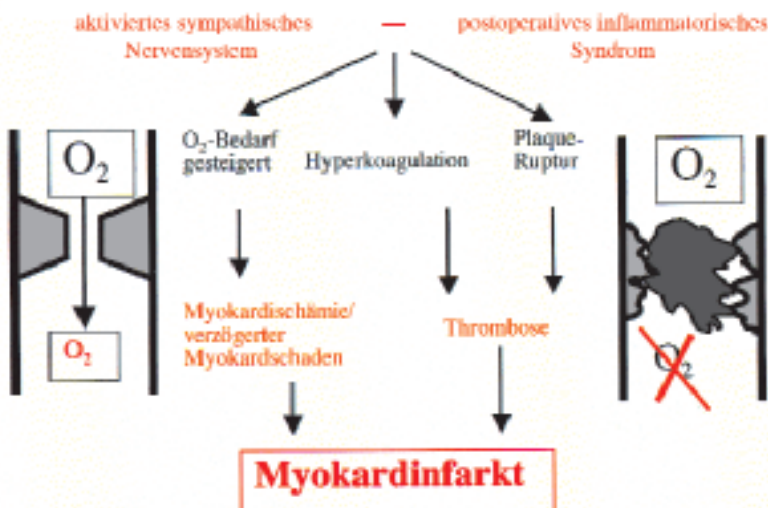 aktiviertes sympathisches
Nervensystem
—
postoperatives inflammatorisches
Syndrom
O₂
O₂-Bedarf
gesteigert
Hyperkoagulation
Plaque-
Ruptur
O₂
O₂
Myokardischämie/
verzögerter
Myokardschaden
Thrombose
O₂
Myokardinfarkt